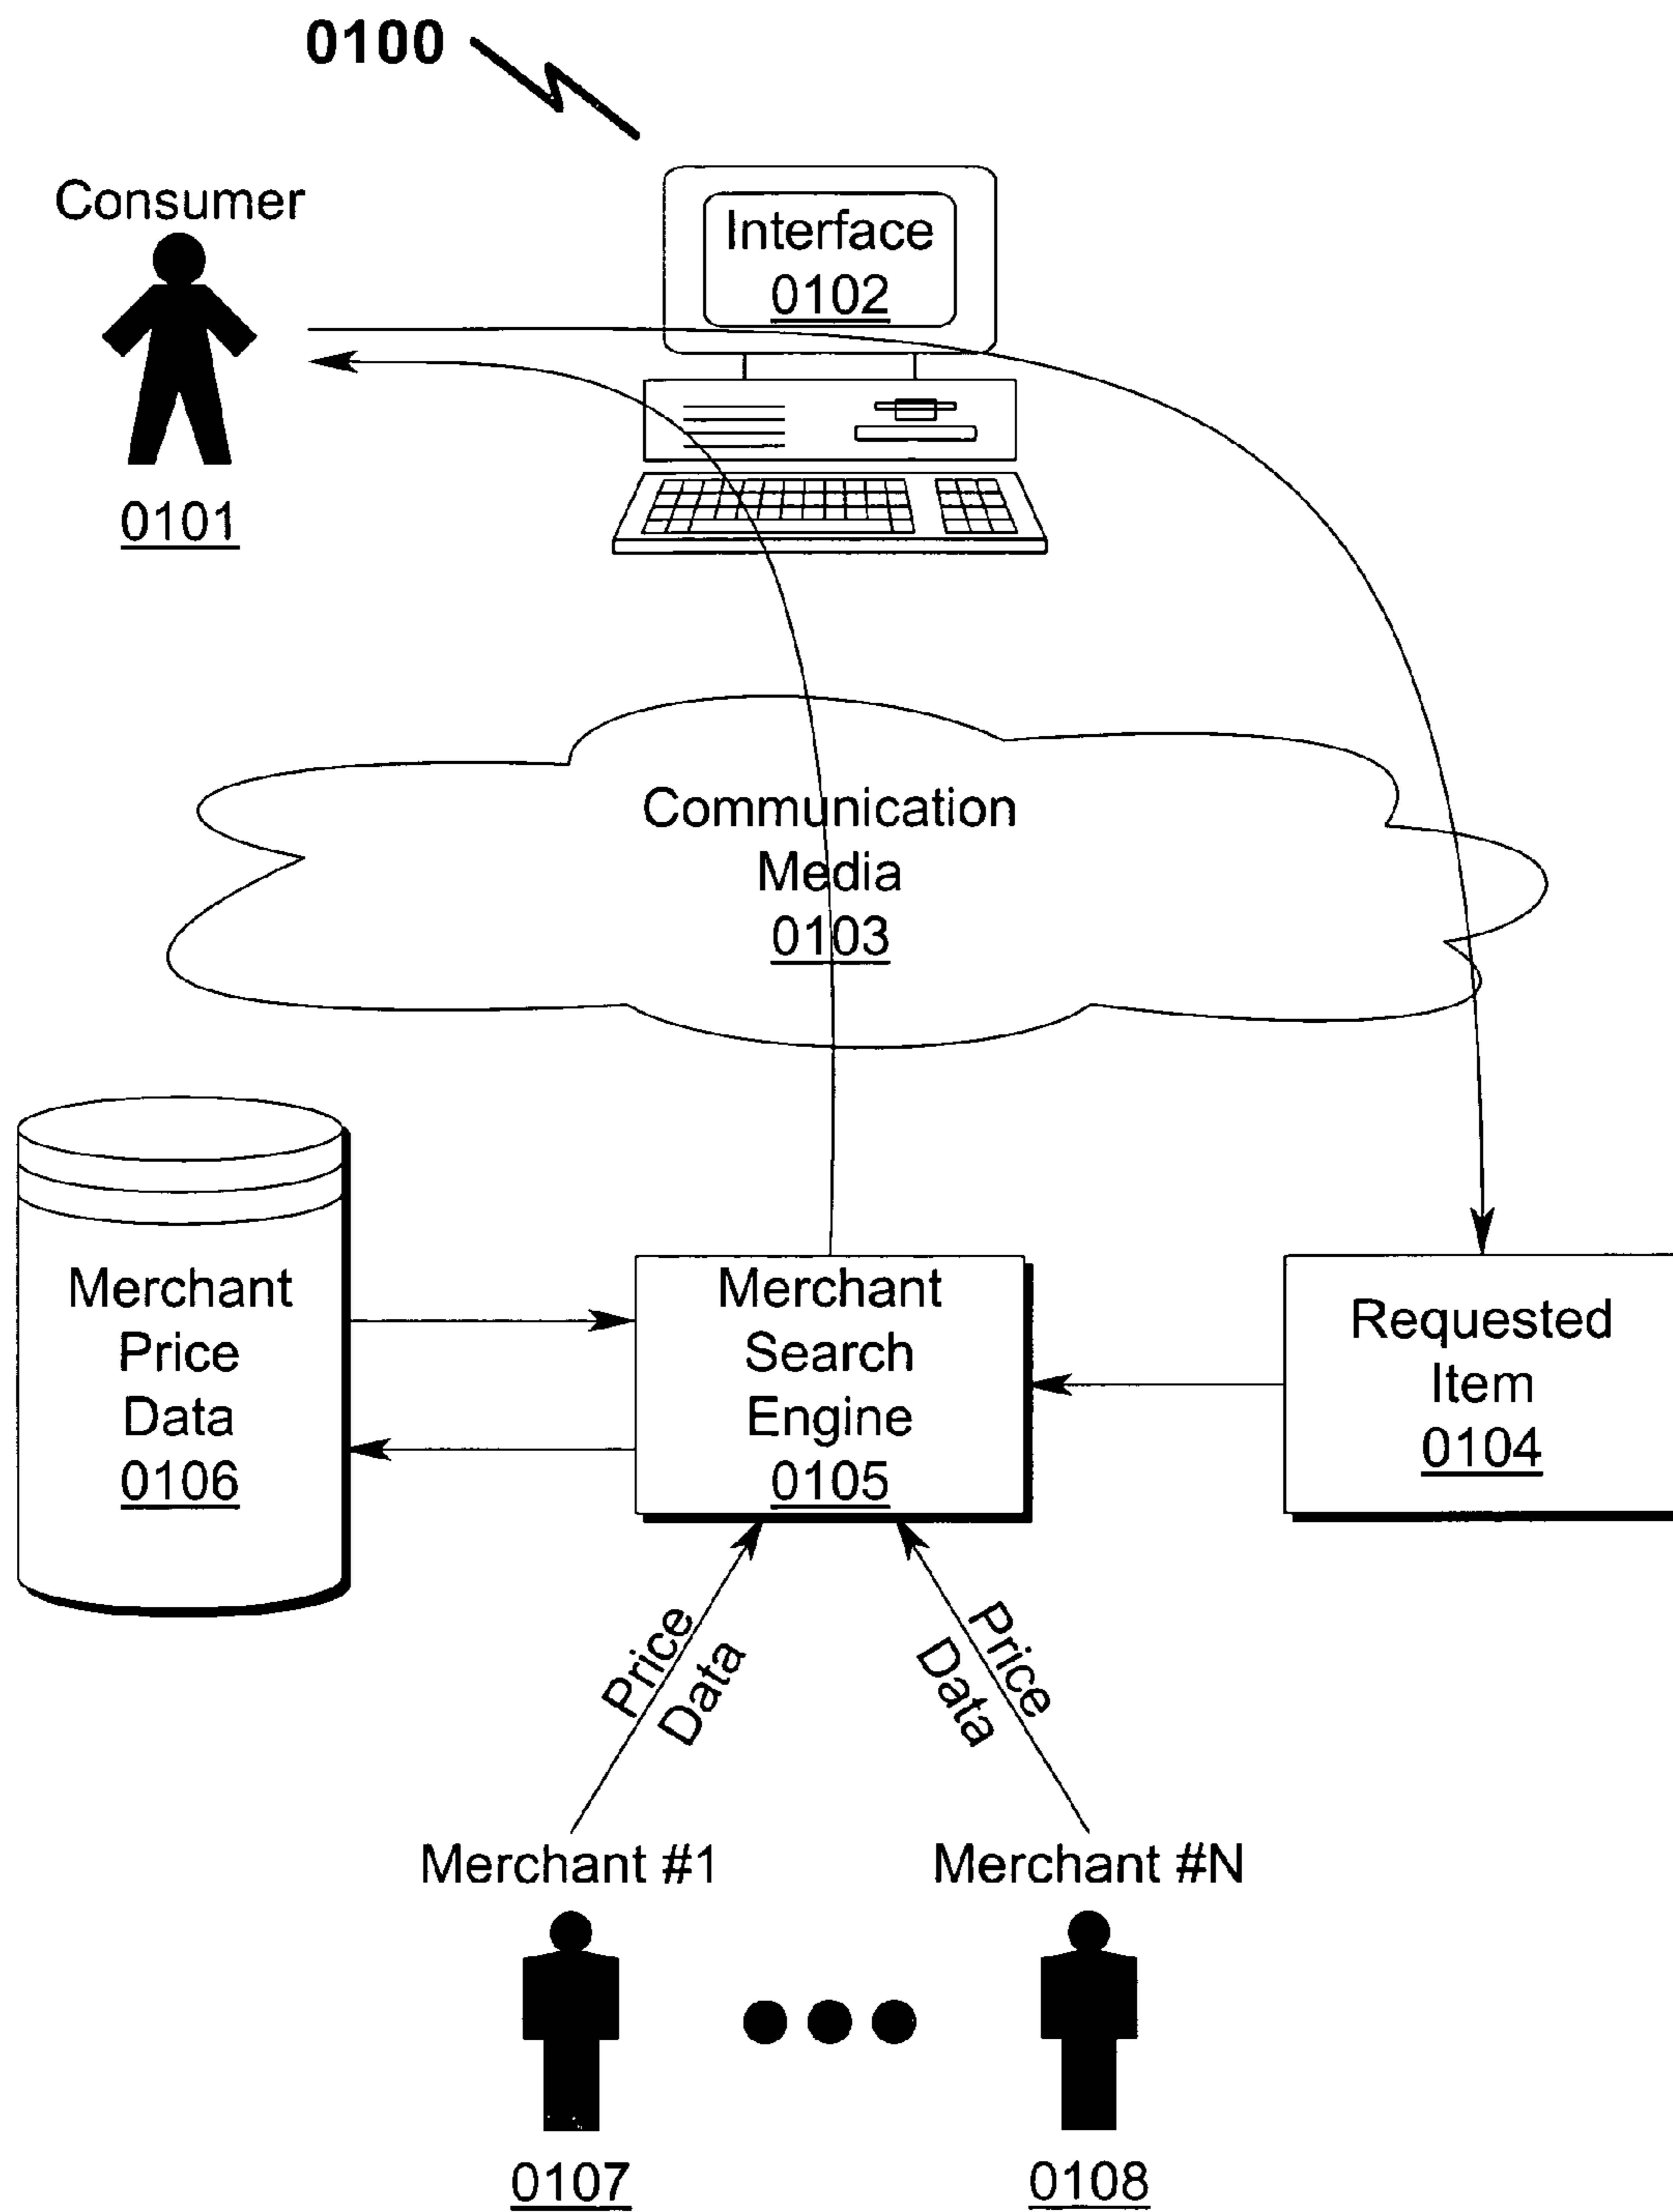 0100
Consumer
0101
Interface
0102
Communication
Media
0103
Merchant
Price
Data
0106
Merchant
Search
Engine
0105
Requested
Item
0104
Price
Data
Price
Data
Merchant #1
Merchant #N
0107
0108